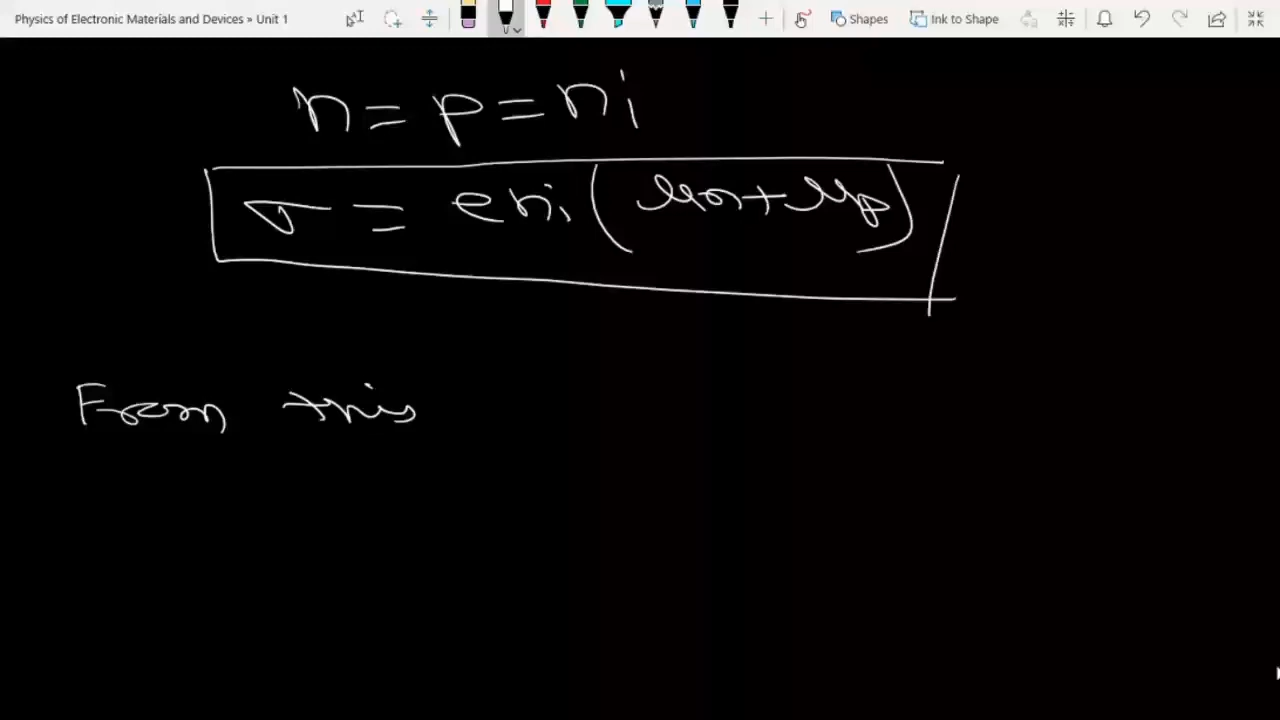 Physics of Electronic Materials and Devices » Unit 1
Shapes
Ink to Shape
n = p = ni
σ = eni (μn + μp)
From this